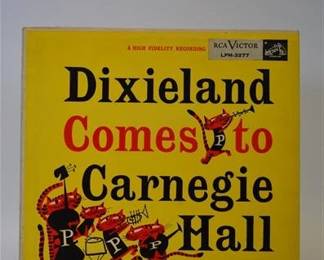 A HIGH FIDELITY RECORDING
RCA VICTOR
LPM-3277
Dixieland
Comes to
P
Carnegie
Hall
P
P
P